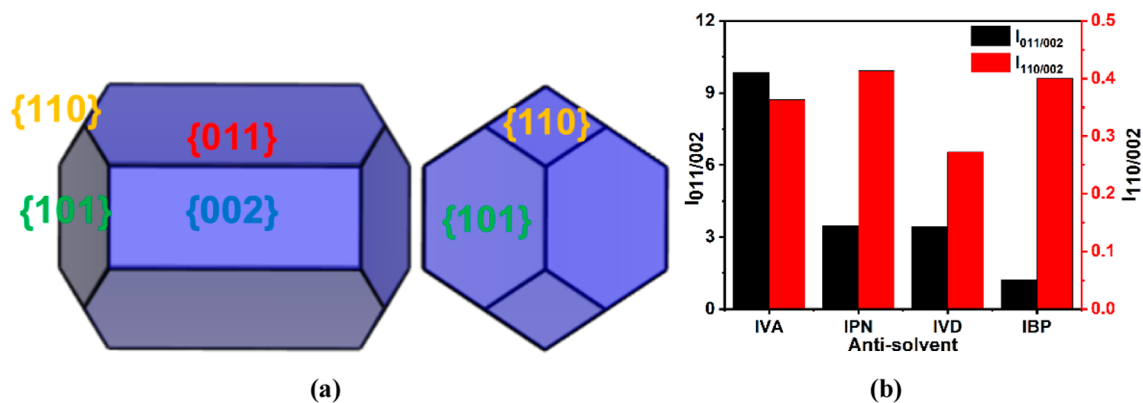 {110}
{011}
{101}
{002}
{110}
{101}
(a)
12
9
6
3
0
I011/002
I011/002
I110/002
0.5
0.4
0.3
0.2
0.1
0.0
I110/002
IVA
IPN
IVD
IBP
Anti-solvent
(b)